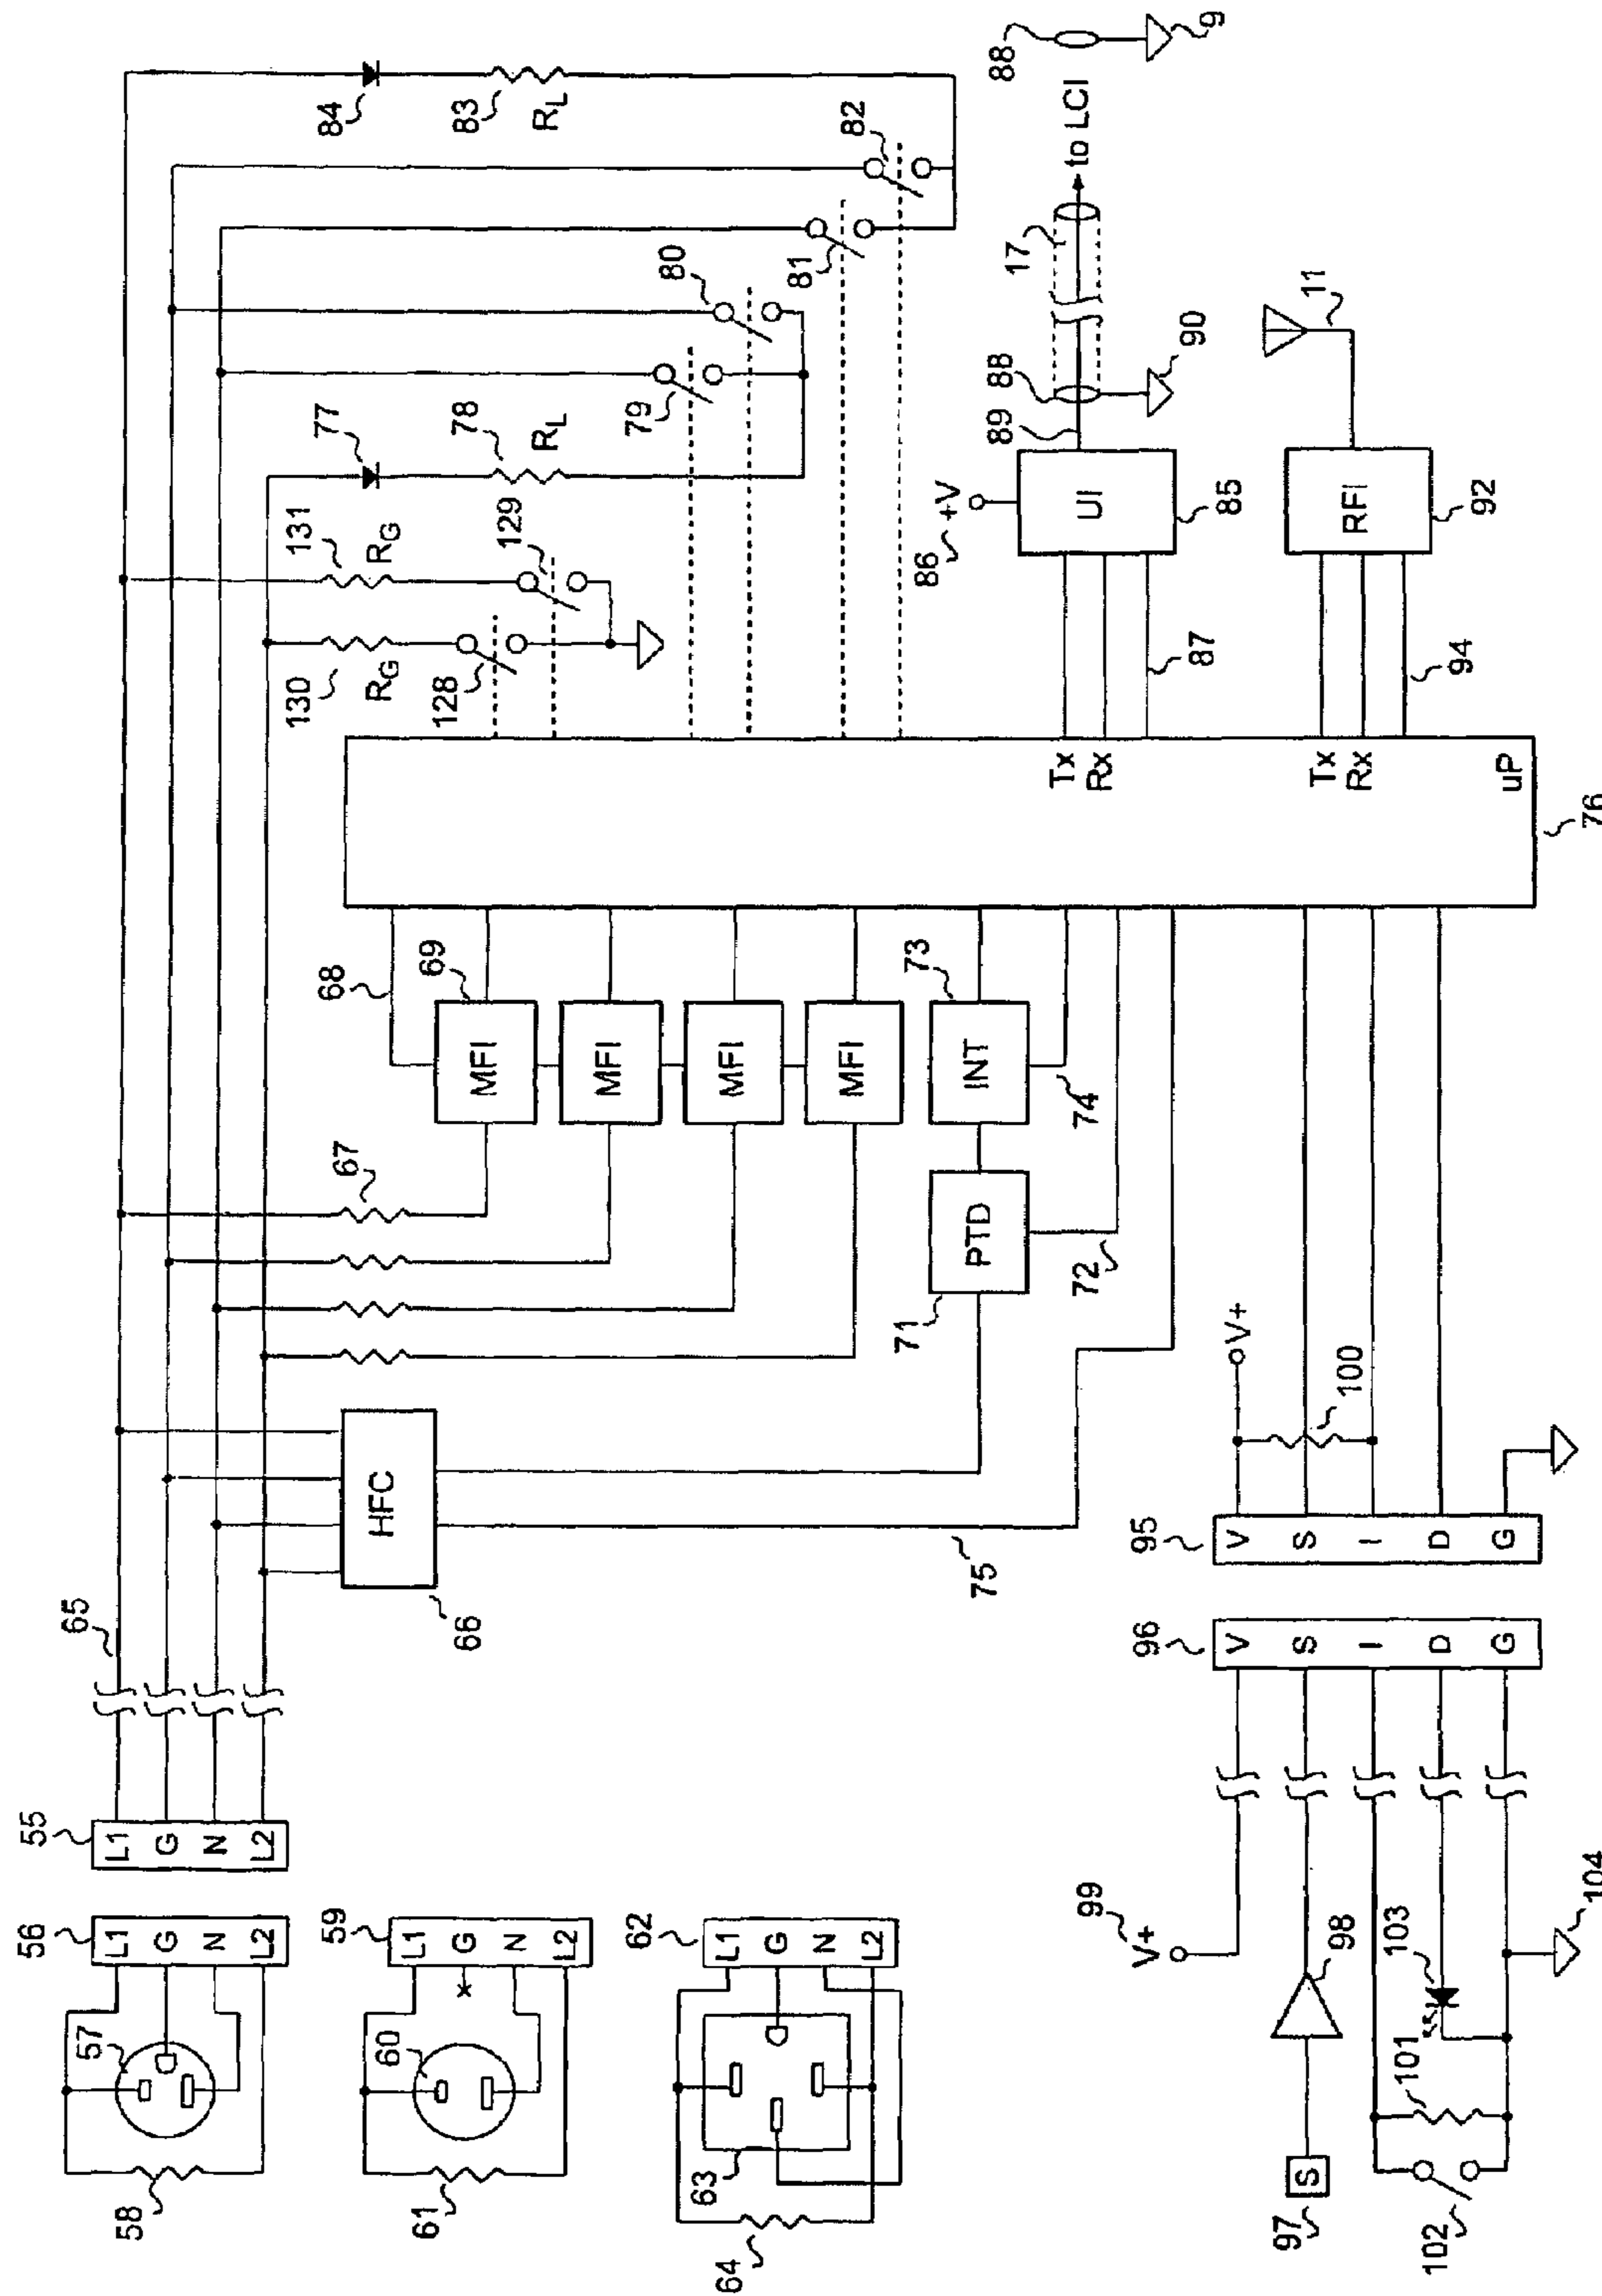 65
84
83
RL
82
81
80
79
77
78
RL
131
RG
129
130
RG
128
55
L1
G
N
L2
56
L1
G
N
L2
57
58
59
L1
G
N
L2
60
61
62
L1
G
N
L2
63
64
HFC
66
67
68
69
MFI
MFI
MFI
MFI
73
INT
74
71
PTD
72
75
Tx
Rx
Tx
Rx
uP
76
86
+V
UI
85
87
89
88
90
17
to LCI
88
9
RFI
92
94
11
95
V
S
I
D
G
V+
100
96
V
S
I
D
G
99
V+
98
97
S
103
101
102
104